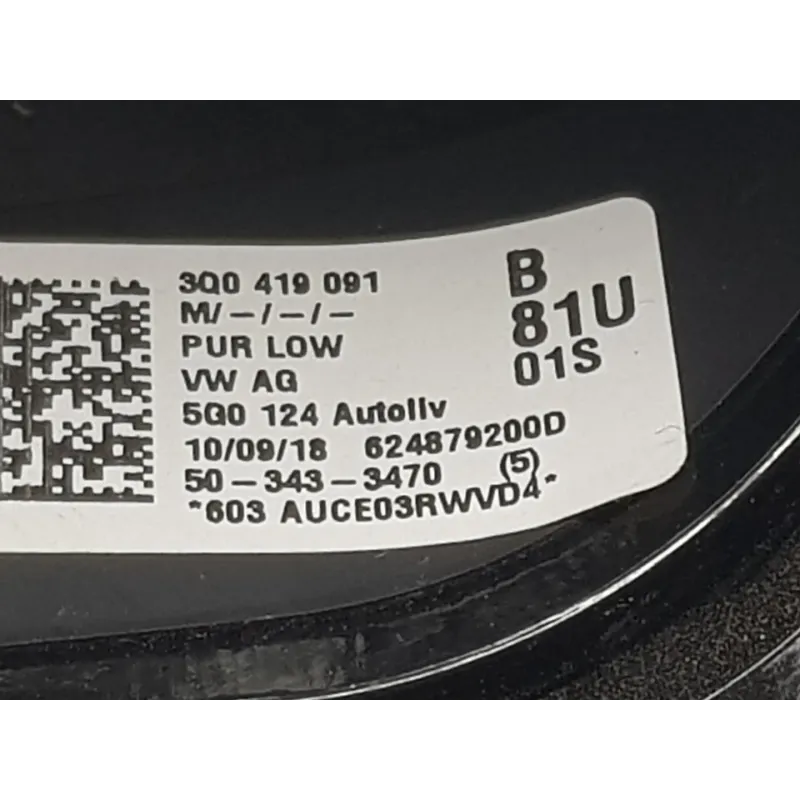 3Q0 419 091 B
M/-/-/- 81U
PUR LOW 01S
VW AG
5G0 124 Autoliv
10/09/18 624879200D
50-343-3470 (5)
*603 AUCE03RWVD4*